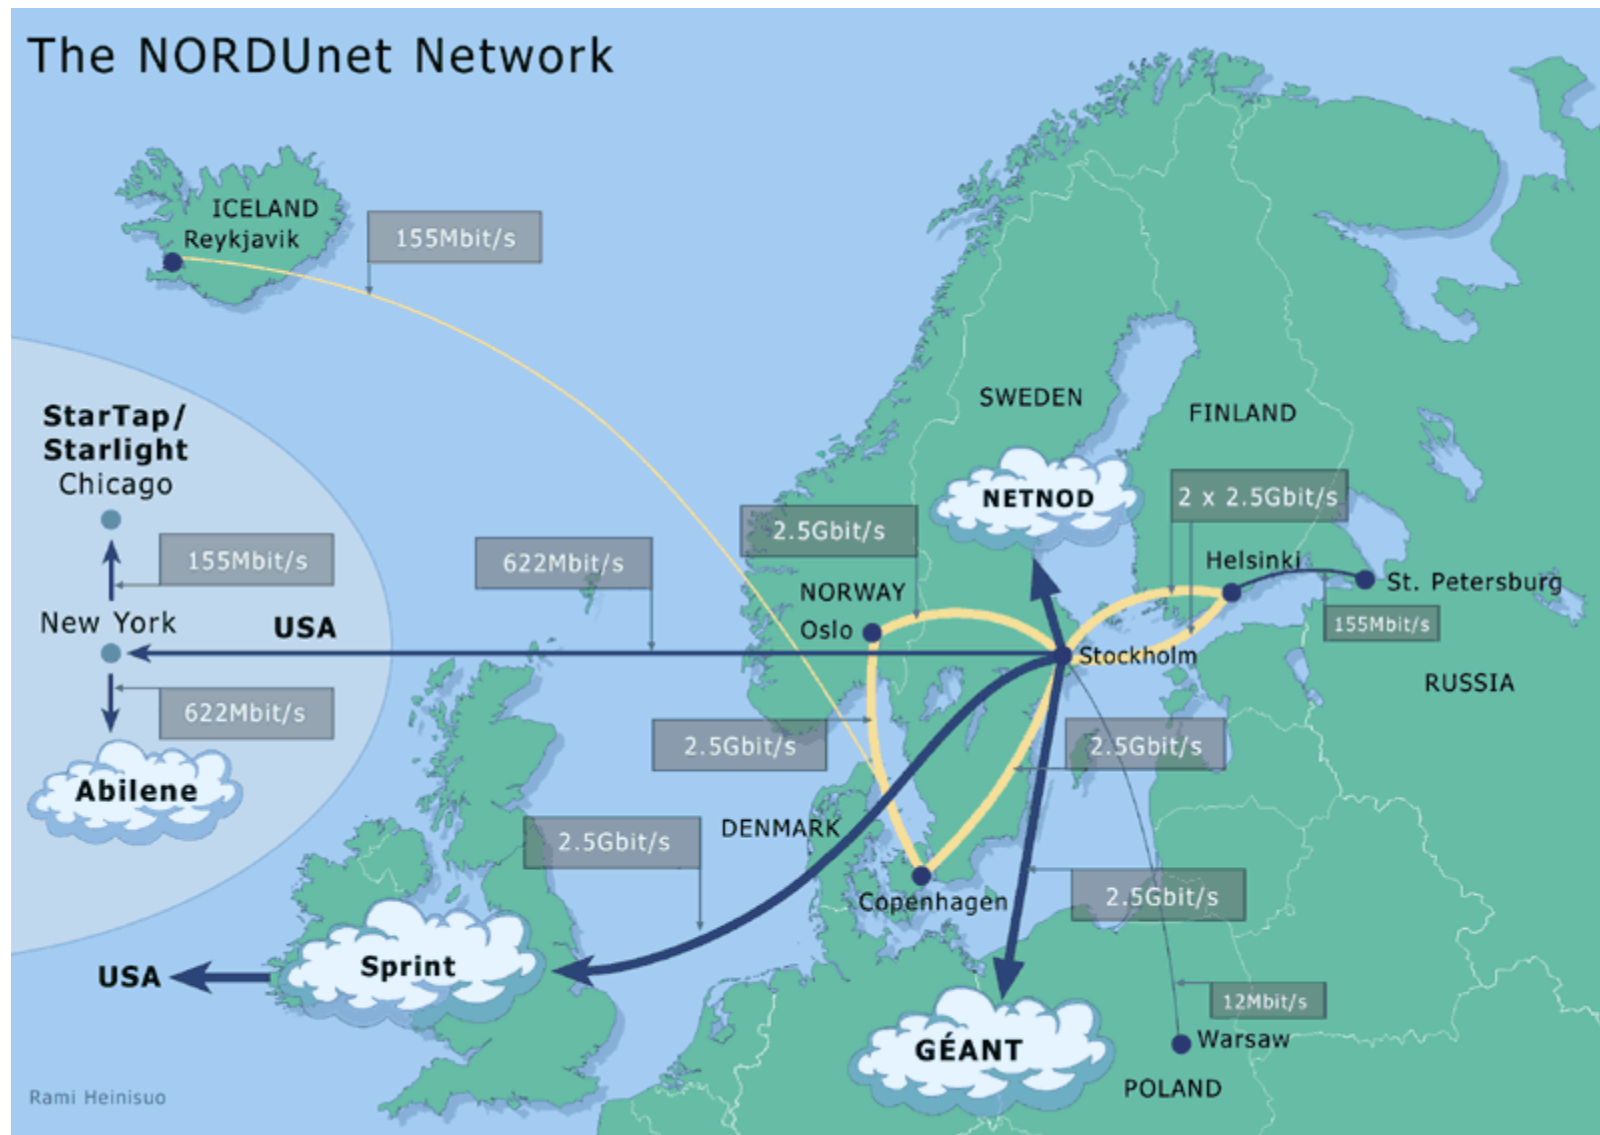 The NORDUnet Network
ICELAND
Reykjavik
155Mbit/s
StarTap/
Starlight
Chicago
155Mbit/s
New York
USA
622Mbit/s
622Mbit/s
Abilene
SWEDEN
FINLAND
NETNOD
2 x 2.5Gbit/s
2.5Gbit/s
Helsinki
St. Petersburg
NORWAY
Oslo
155Mbit/s
Stockholm
RUSSIA
2.5Gbit/s
2.5Gbit/s
DENMARK
2.5Gbit/s
Copenhagen
2.5Gbit/s
Sprint
USA
12Mbit/s
GÉANT
Warsaw
POLAND
Rami Heinisuo